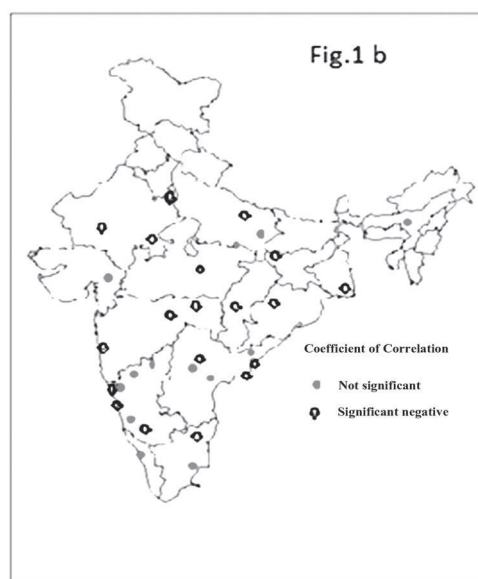 Fig.1 b
Coefficient of Correlation
Not significant
Significant negative